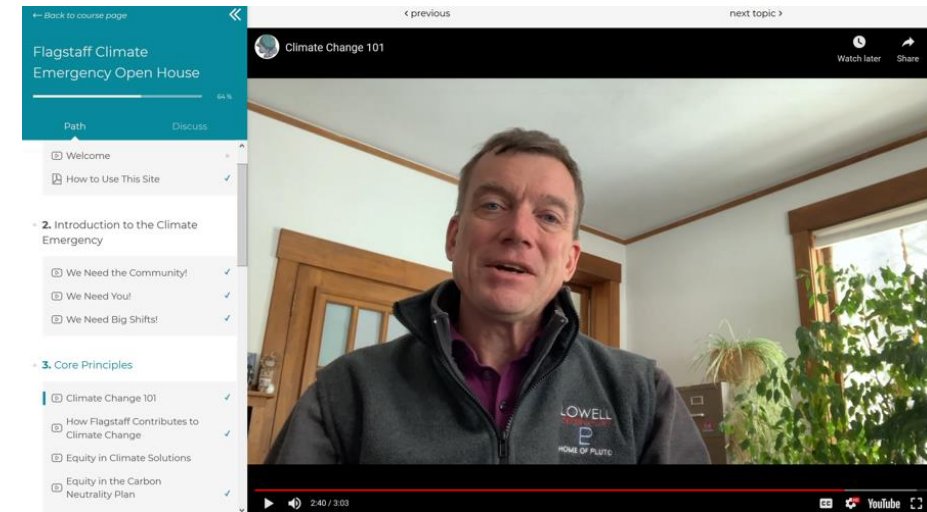 ← Back to course page
Flagstaff Climate
Emergency Open House
64 %
Path
Discuss
Welcome
How to Use This Site
2. Introduction to the Climate
Emergency
We Need the Community!
We Need You!
We Need Big Shifts!
3. Core Principles
Climate Change 101
How Flagstaff Contributes to
Climate Change
Equity in Climate Solutions
Equity in the Carbon
Neutrality Plan
‹ previous
next topic ›
Climate Change 101
Watch later
Share
LOWELL
HOME OF PLUTO
2:40 / 3:03
CC
YouTube